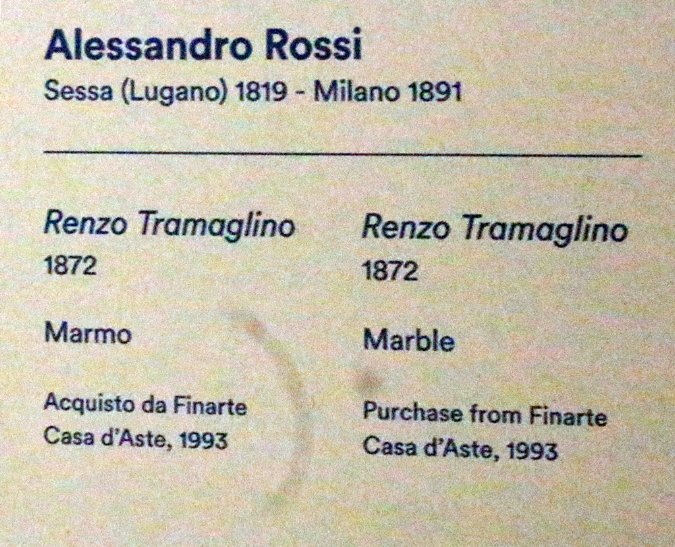 Alessandro Rossi
Sessa (Lugano) 1819 - Milano 1891
Renzo Tramaglino
1872
Marmo
Acquisto da Finarte
Casa d'Aste, 1993
Renzo Tramaglino
1872
Marble
Purchase from Finarte
Casa d'Aste, 1993